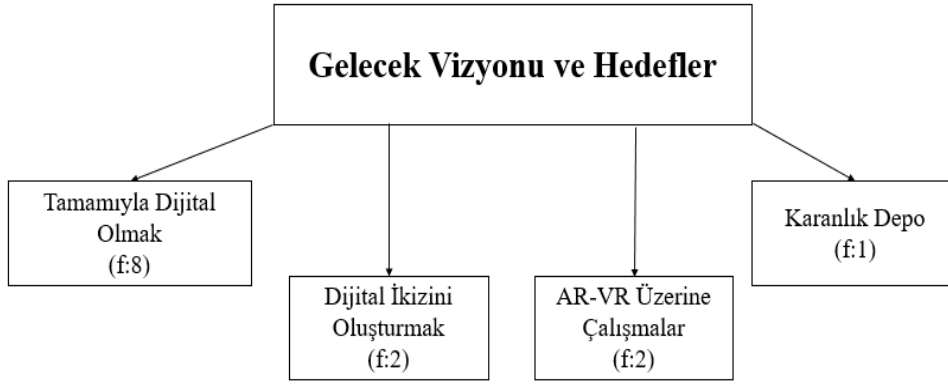 Gelecek Vizyonu ve Hedefler
Tamamıyla Dijital
Olmak
(f:8)
Dijital İkizini
Oluşturmak
(f:2)
AR-VR Üzerine
Çalışmalar
(f:2)
Karanlık Depo
(f:1)